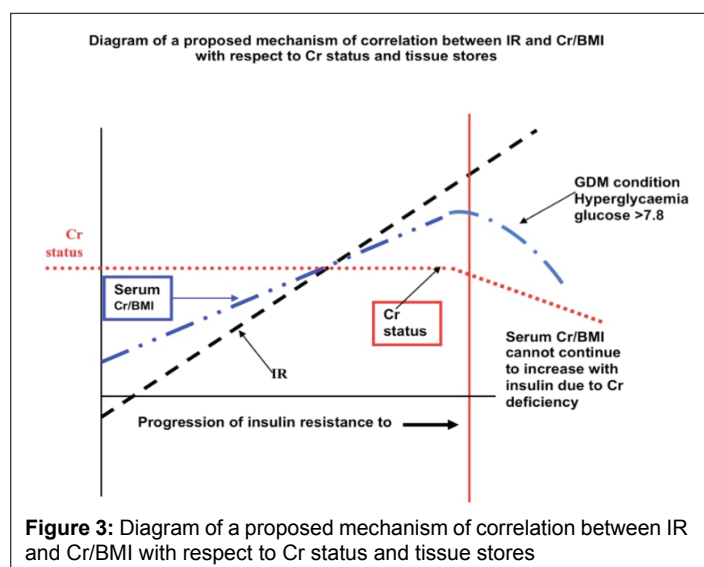 Diagram of a proposed mechanism of correlation between IR and Cr/BMI
with respect to Cr status and tissue stores
GDM condition
Hyperglycaemia
glucose >7.8
Cr
status
Serum
Cr/BMI
Cr
status
IR
Serum Cr/BMI
cannot continue
to increase with
insulin due to Cr
deficiency
Progression of insulin resistance to
Figure 3: Diagram of a proposed mechanism of correlation between IR
and Cr/BMI with respect to Cr status and tissue stores